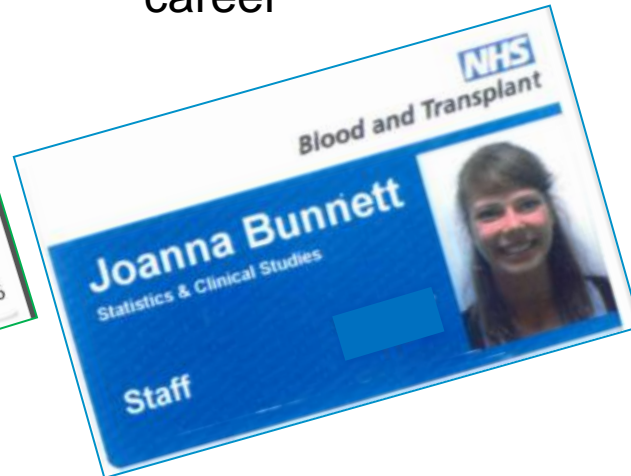 career
NHS
Blood and Transplant
Joanna Bunnett
Statistics & Clinical Studies
Staff